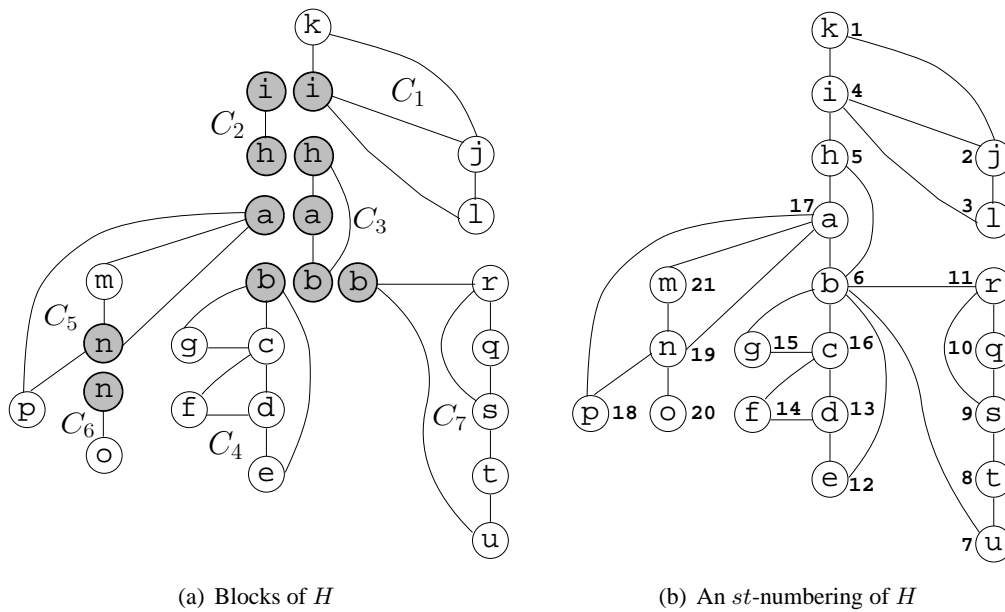 k
i i C1
C2
h h j
a a C3 l
m b b b r
C5
n g c q
n
p f d C7 s
C6 C4
o e t
u
(a) Blocks of H
k 1
i 4
h 5 2 j
17 a 3 l
m 21 b 6 11 r
n 19 g 15 c 16 10 q
p 18 o 20 f 14 d 13 9 s
e 12 8 t
7 u
(b) An st-numbering of H